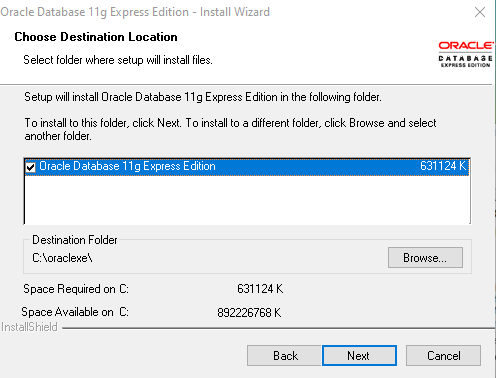 Oracle Database 11g Express Edition - Install Wizard
Choose Destination Location
Select folder where setup will install files.
ORACLE
DATABASE
EXPRESS EDITION
Setup will install Oracle Database 11g Express Edition in the following folder.
To install to this folder, click Next. To install to a different folder, click Browse and select
another folder.
Oracle Database 11g Express Edition 631124 K
Destination Folder
C:\oraclexe\
Browse...
Space Required on C: 631124 K
Space Available on C: 892226768 K
InstallShield
Back Next Cancel